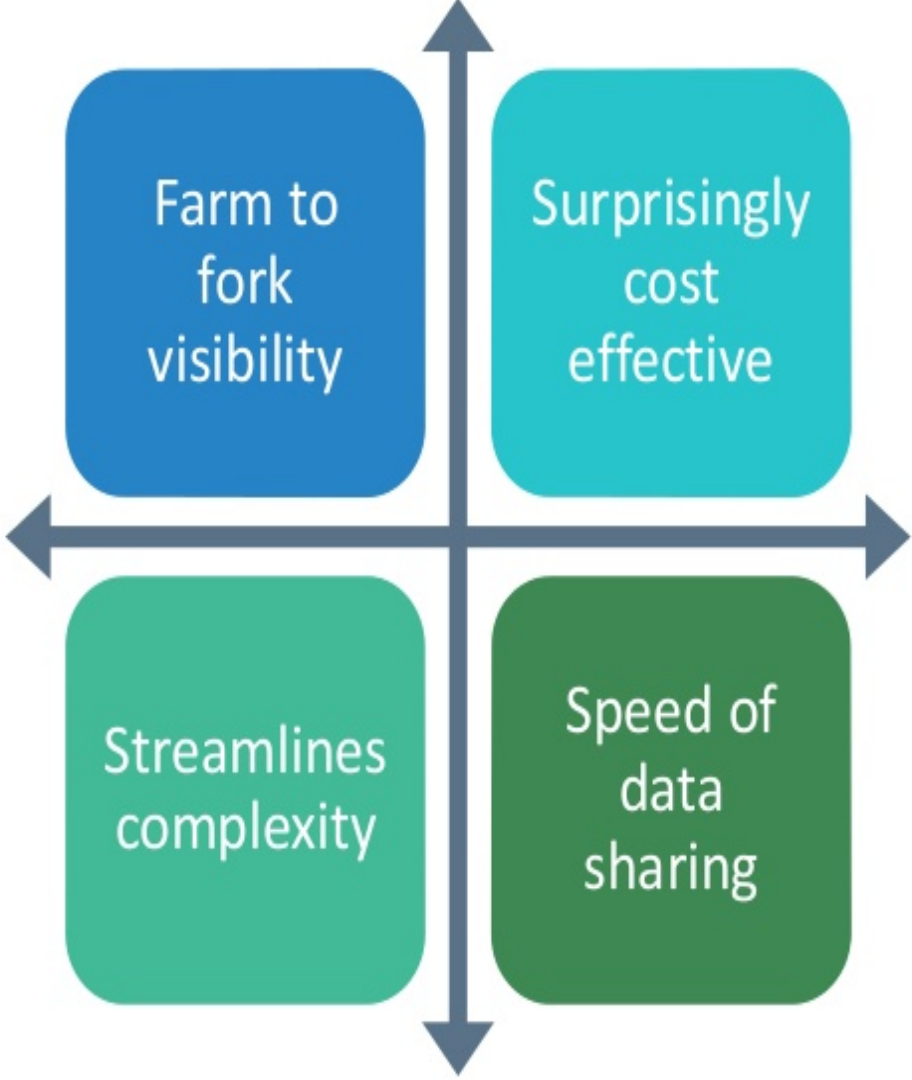 Farm to
fork
visibility
Surprisingly
cost
effective
Streamlines
complexity
Speed of
data
sharing